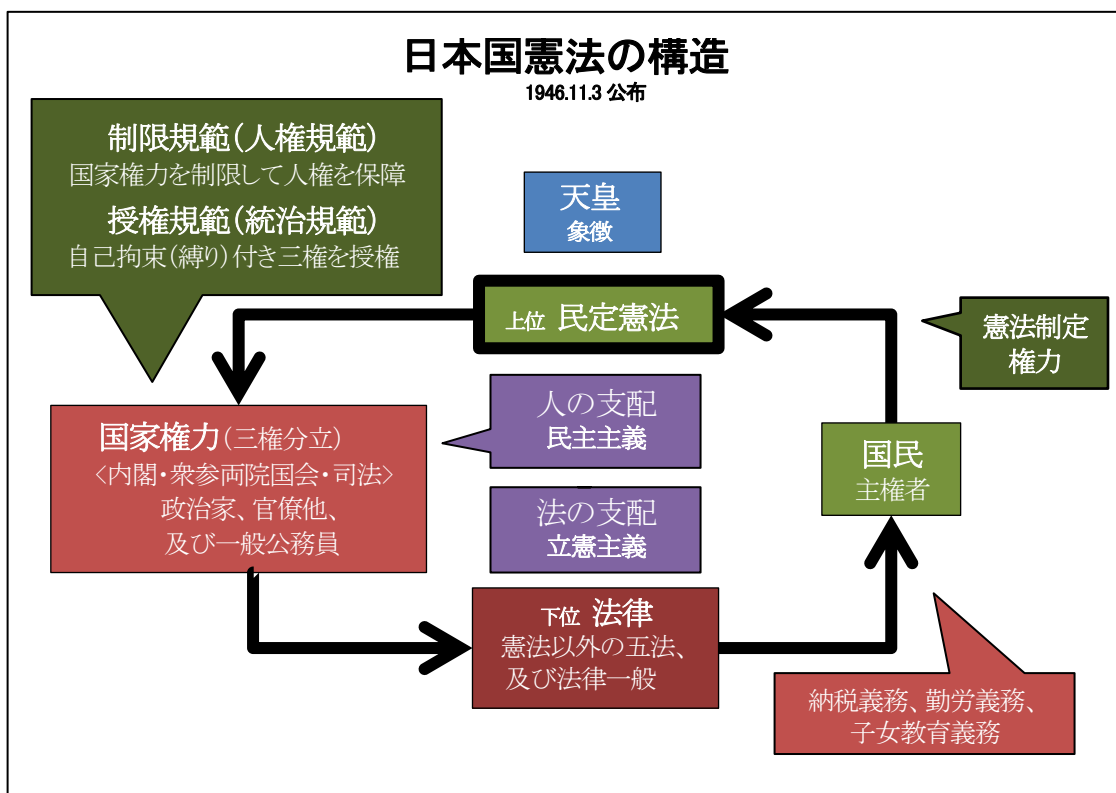 日本国憲法の構造
1946.11.3 公布
制限規範(人権規範)
国家権力を制限して人権を保障
授権規範(統治規範)
自己拘束(縛り)付き三権を授権
天皇
象徴
上位 民定憲法
憲法制定
権力
人の支配
民主主義
国家権力(三権分立)
<内閣・衆参両院国会・司法>
政治家、官僚他、
及び一般公務員
国民
主権者
法の支配
立憲主義
下位 法律
憲法以外の五法、
及び法律一般
納税義務、勤労義務、
子女教育義務